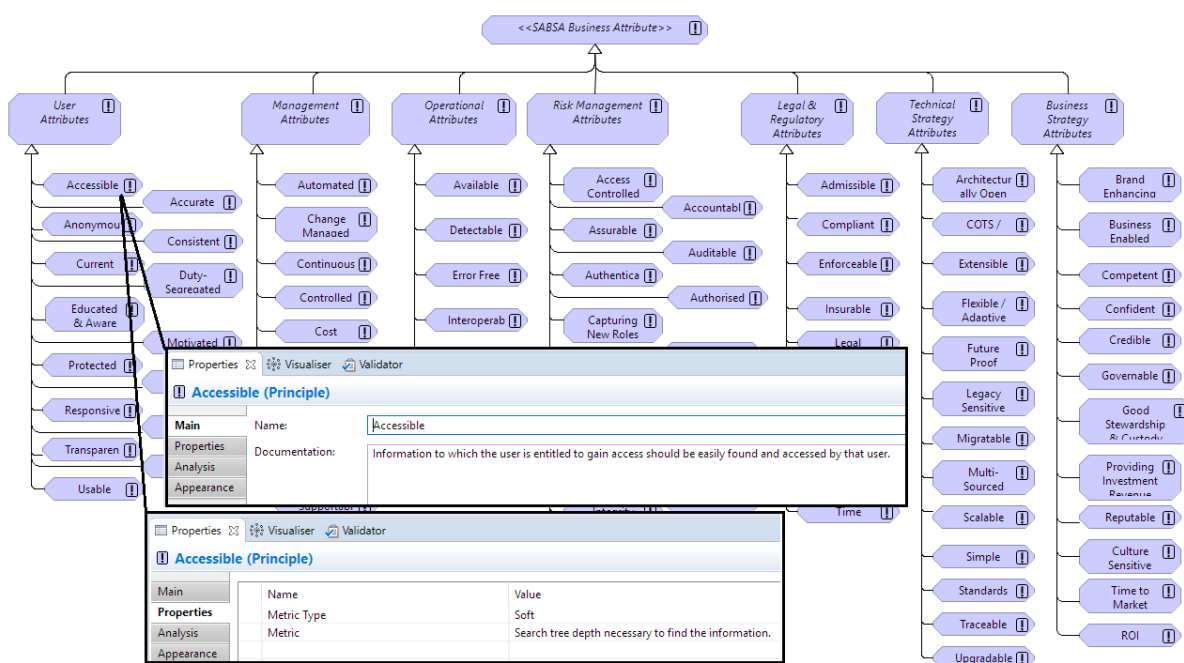 <<SABSA Business Attribute>>
User
Attributes
Management
Attributes
Operational
Attributes
Risk Management
Attributes
Legal &
Regulatory
Attributes
Technical
Strategy
Attributes
Business
Strategy
Attributes
Accessible
Accurate
Anonymou
Consistent
Current
Duty-
Segregated
Educated
& Aware
Motivated
Protected
Responsive
Transparen
Usable
Automated
Change
Managed
Continuous
Controlled
Cost
Supportabl
Available
Detectable
Error Free
Interoperab
Access
Controlled
Accountabl
Assurable
Auditable
Authentica
Authorised
Capturing
New Roles
Integrity
Admissible
Compliant
Enforceable
Insurable
Legal
Time
Architectur
ally Open
COTS /
Extensible
Flexible /
Adaptive
Future
Proof
Legacy
Sensitive
Migratable
Multi-
Sourced
Scalable
Simple
Standards
Traceable
Upgradable
Brand
Enhancing
Business
Enabled
Competent
Confident
Credible
Governable
Good
Stewardship
& Custody
Providing
Investment
Revenue
Reputable
Culture
Sensitive
Time to
Market
ROI
Properties Visualiser Validator
Accessible (Principle)
Main
Properties
Analysis
Appearance
Name: Accessible
Documentation: Information to which the user is entitled to gain access should be easily found and accessed by that user.
Properties Visualiser Validator
Accessible (Principle)
Main
Properties
Analysis
Appearance
Name Value
Metric Type Soft
Metric Search tree depth necessary to find the information.